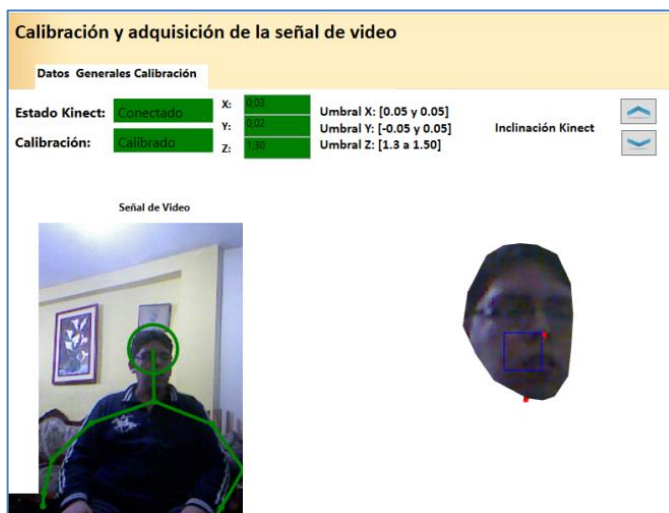 Calibración y adquisición de la señal de video
Datos Generales Calibración
Estado Kinect: Conectado
Calibración: Calibrado
X: 0,03
Y: 0,02
Z: 1,30
Umbral X: [0.05 y 0.05]
Umbral Y: [-0.05 y 0.05]
Umbral Z: [1.3 a 1.50]
Inclinación Kinect
Señal de Video